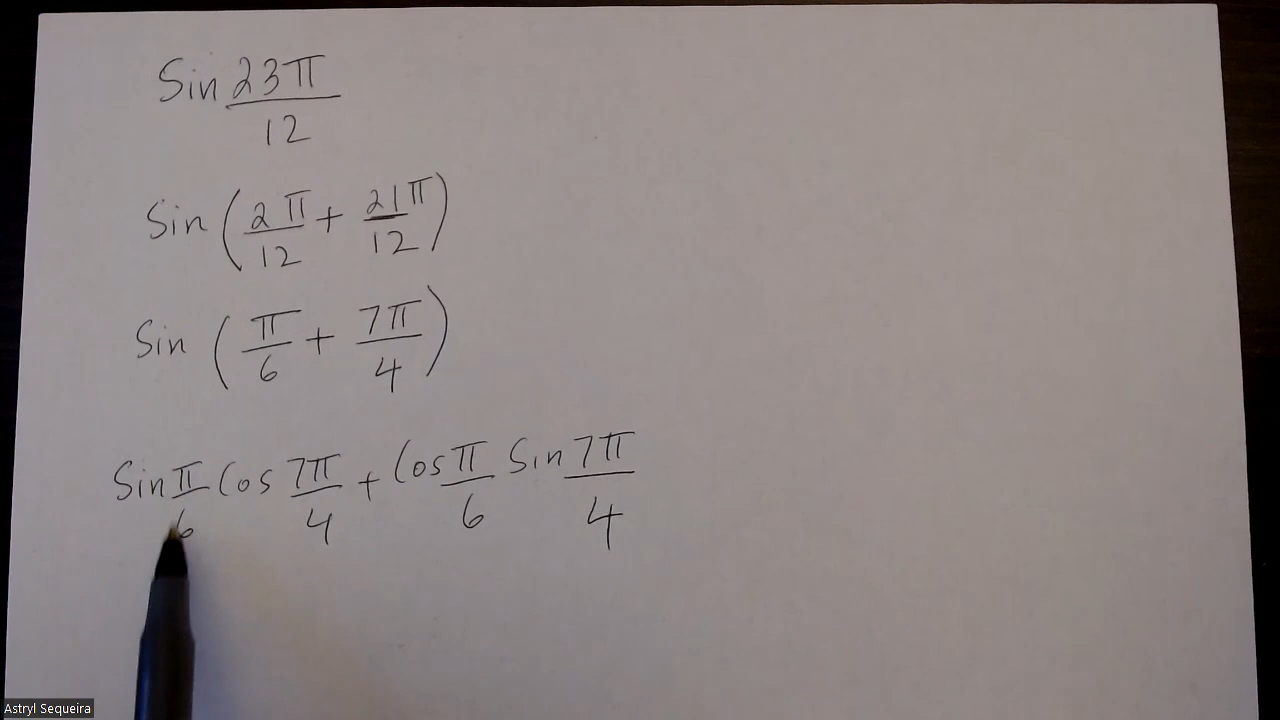 Sin 23π/12
Sin (2π/12 + 21π/12)
Sin (π/6 + 7π/4)
Sin π/6 Cos 7π/4 + Cos π/6 Sin 7π/4
Astryl Sequeira